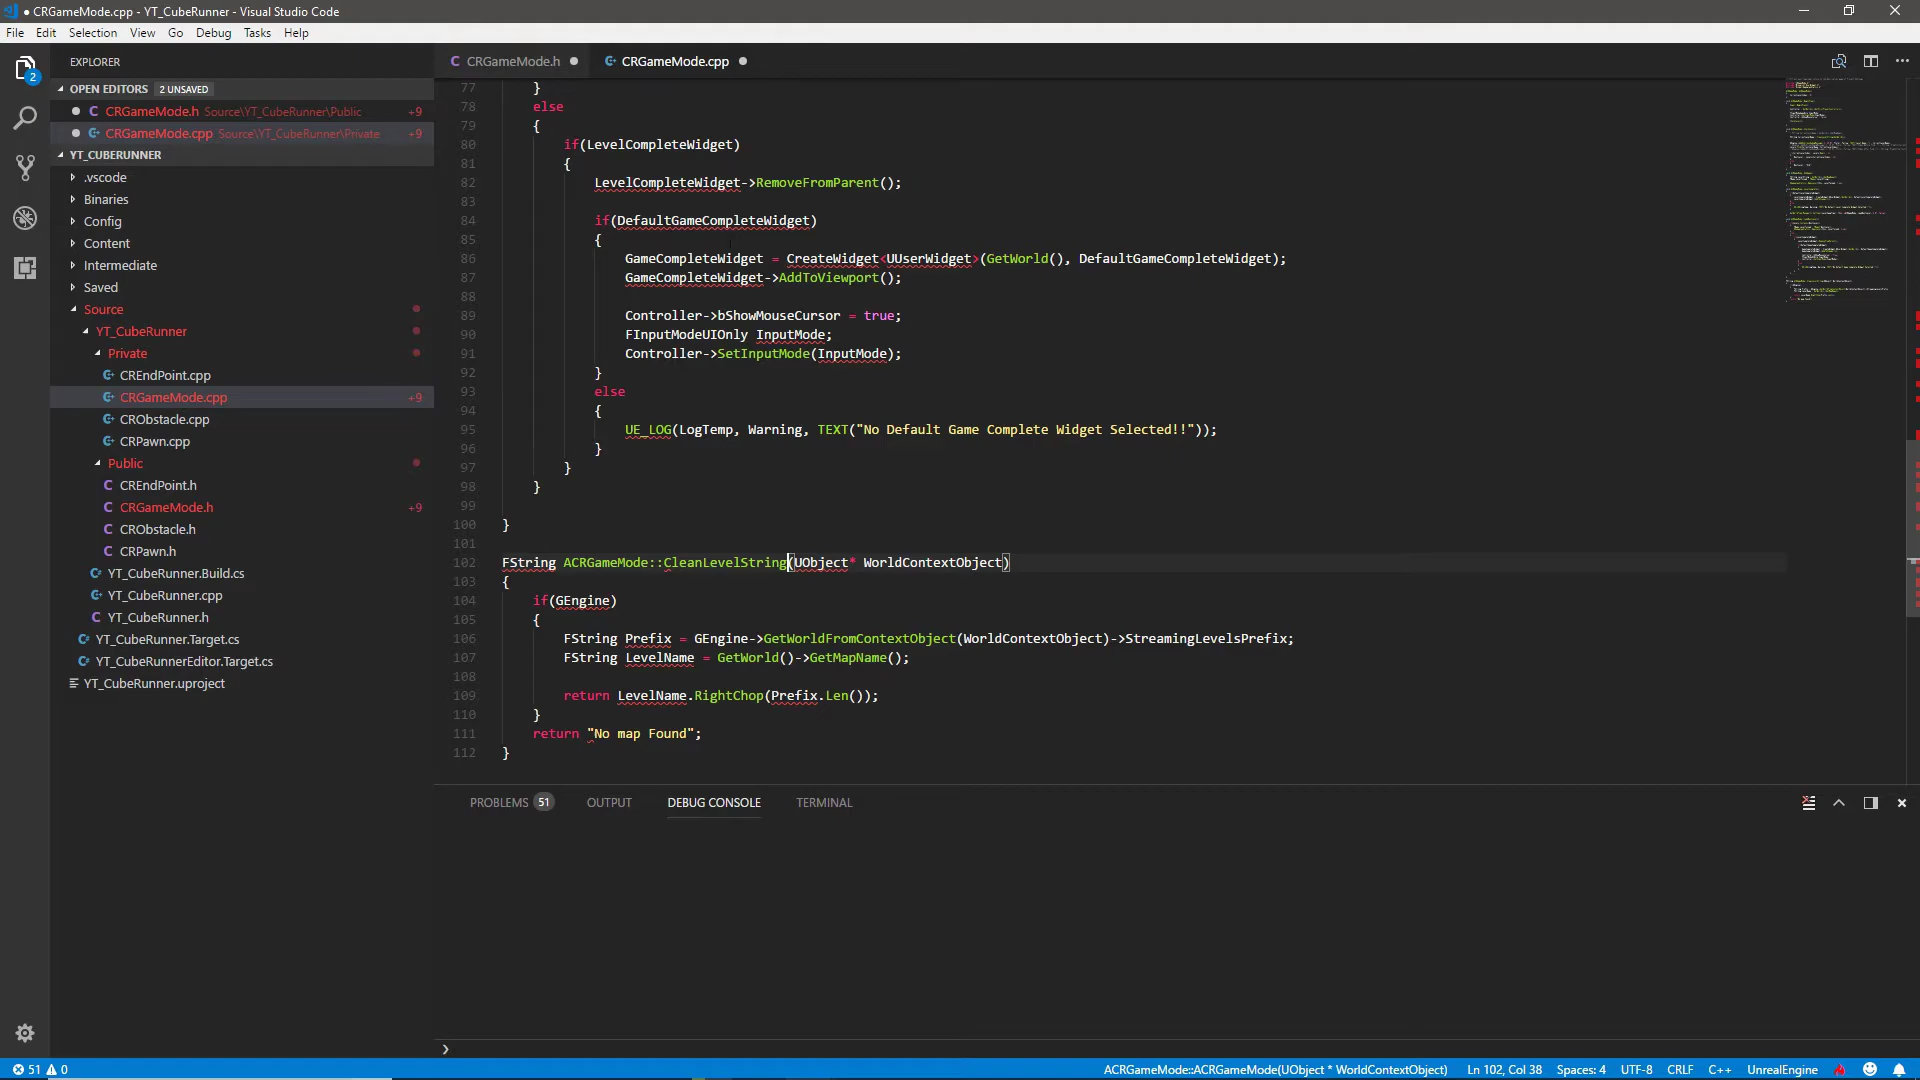 CRGameMode.cpp - YT_CubeRunner - Visual Studio Code
File Edit Selection View Go Debug Tasks Help
EXPLORER
OPEN EDITORS 2 UNSAVED
CRGameMode.h Source\YT_CubeRunner\Public +9
CRGameMode.cpp Source\YT_CubeRunner\Private +9
YT_CUBERUNNER
.vscode
Binaries
Config
Content
Intermediate
Saved
Source
YT_CubeRunner
Private
CREndPoint.cpp
CRGameMode.cpp +9
CRObstacle.cpp
CRPawn.cpp
Public
CREndPoint.h
CRGameMode.h +9
CRObstacle.h
CRPawn.h
YT_CubeRunner.Build.cs
YT_CubeRunner.cpp
YT_CubeRunner.h
YT_CubeRunner.Target.cs
YT_CubeRunnerEditor.Target.cs
YT_CubeRunner.uproject
2
CRGameMode.h CRGameMode.cpp
77 }
78 else
79 {
80 if(LevelCompleteWidget)
81 {
82 LevelCompleteWidget->RemoveFromParent();
83
84 if(DefaultGameCompleteWidget)
85 {
86 GameCompleteWidget = CreateWidget<UUserWidget>(GetWorld(), DefaultGameCompleteWidget);
87 GameCompleteWidget->AddToViewport();
88
89 Controller->bShowMouseCursor = true;
90 FInputModeUIOnly InputMode;
91 Controller->SetInputMode(InputMode);
92 }
93 else
94 {
95 UE_LOG(LogTemp, Warning, TEXT("No Default Game Complete Widget Selected!!"));
96 }
97 }
98 }
99
100 }
101
102 FString ACRGameMode::CleanLevelString(UObject* WorldContextObject)
103 {
104 if(GEngine)
105 {
106 FString Prefix = GEngine->GetWorldFromContextObject(WorldContextObject)->StreamingLevelsPrefix;
107 FString LevelName = GetWorld()->GetMapName();
108
109 return LevelName.RightChop(Prefix.Len());
110 }
111 return "No map Found";
112 }
PROBLEMS 51 OUTPUT DEBUG CONSOLE TERMINAL
51 0 ACRGameMode::ACRGameMode(UObject * WorldContextObject) Ln 102, Col 38 Spaces: 4 UTF-8 CRLF C++ UnrealEngine